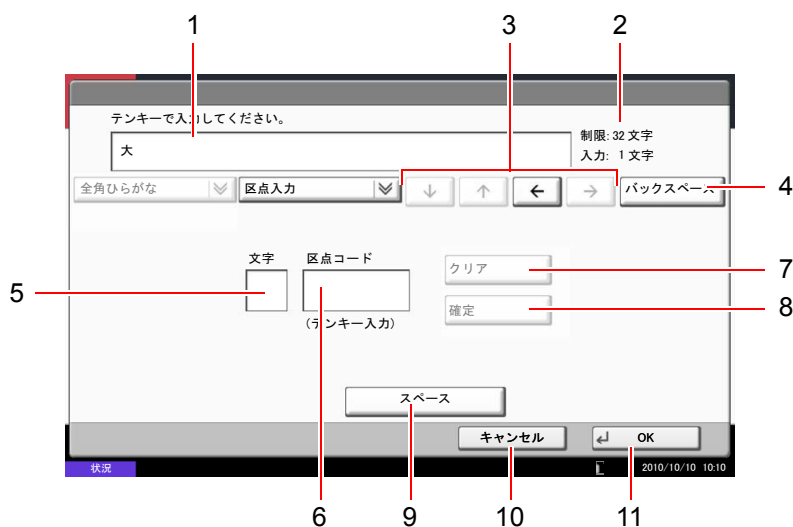 1
3
2
テンキーで入力してください。
制限: 32 文字
大
入力: 1 文字
全角ひらがな
区点入力
↓
↑
←
→
バックスペース
4
文字
区点コード
クリア
7
5
確定
8
(テンキー入力)
スペース
キャンセル
OK
状況
2010/10/10 10:10
6
9
10
11